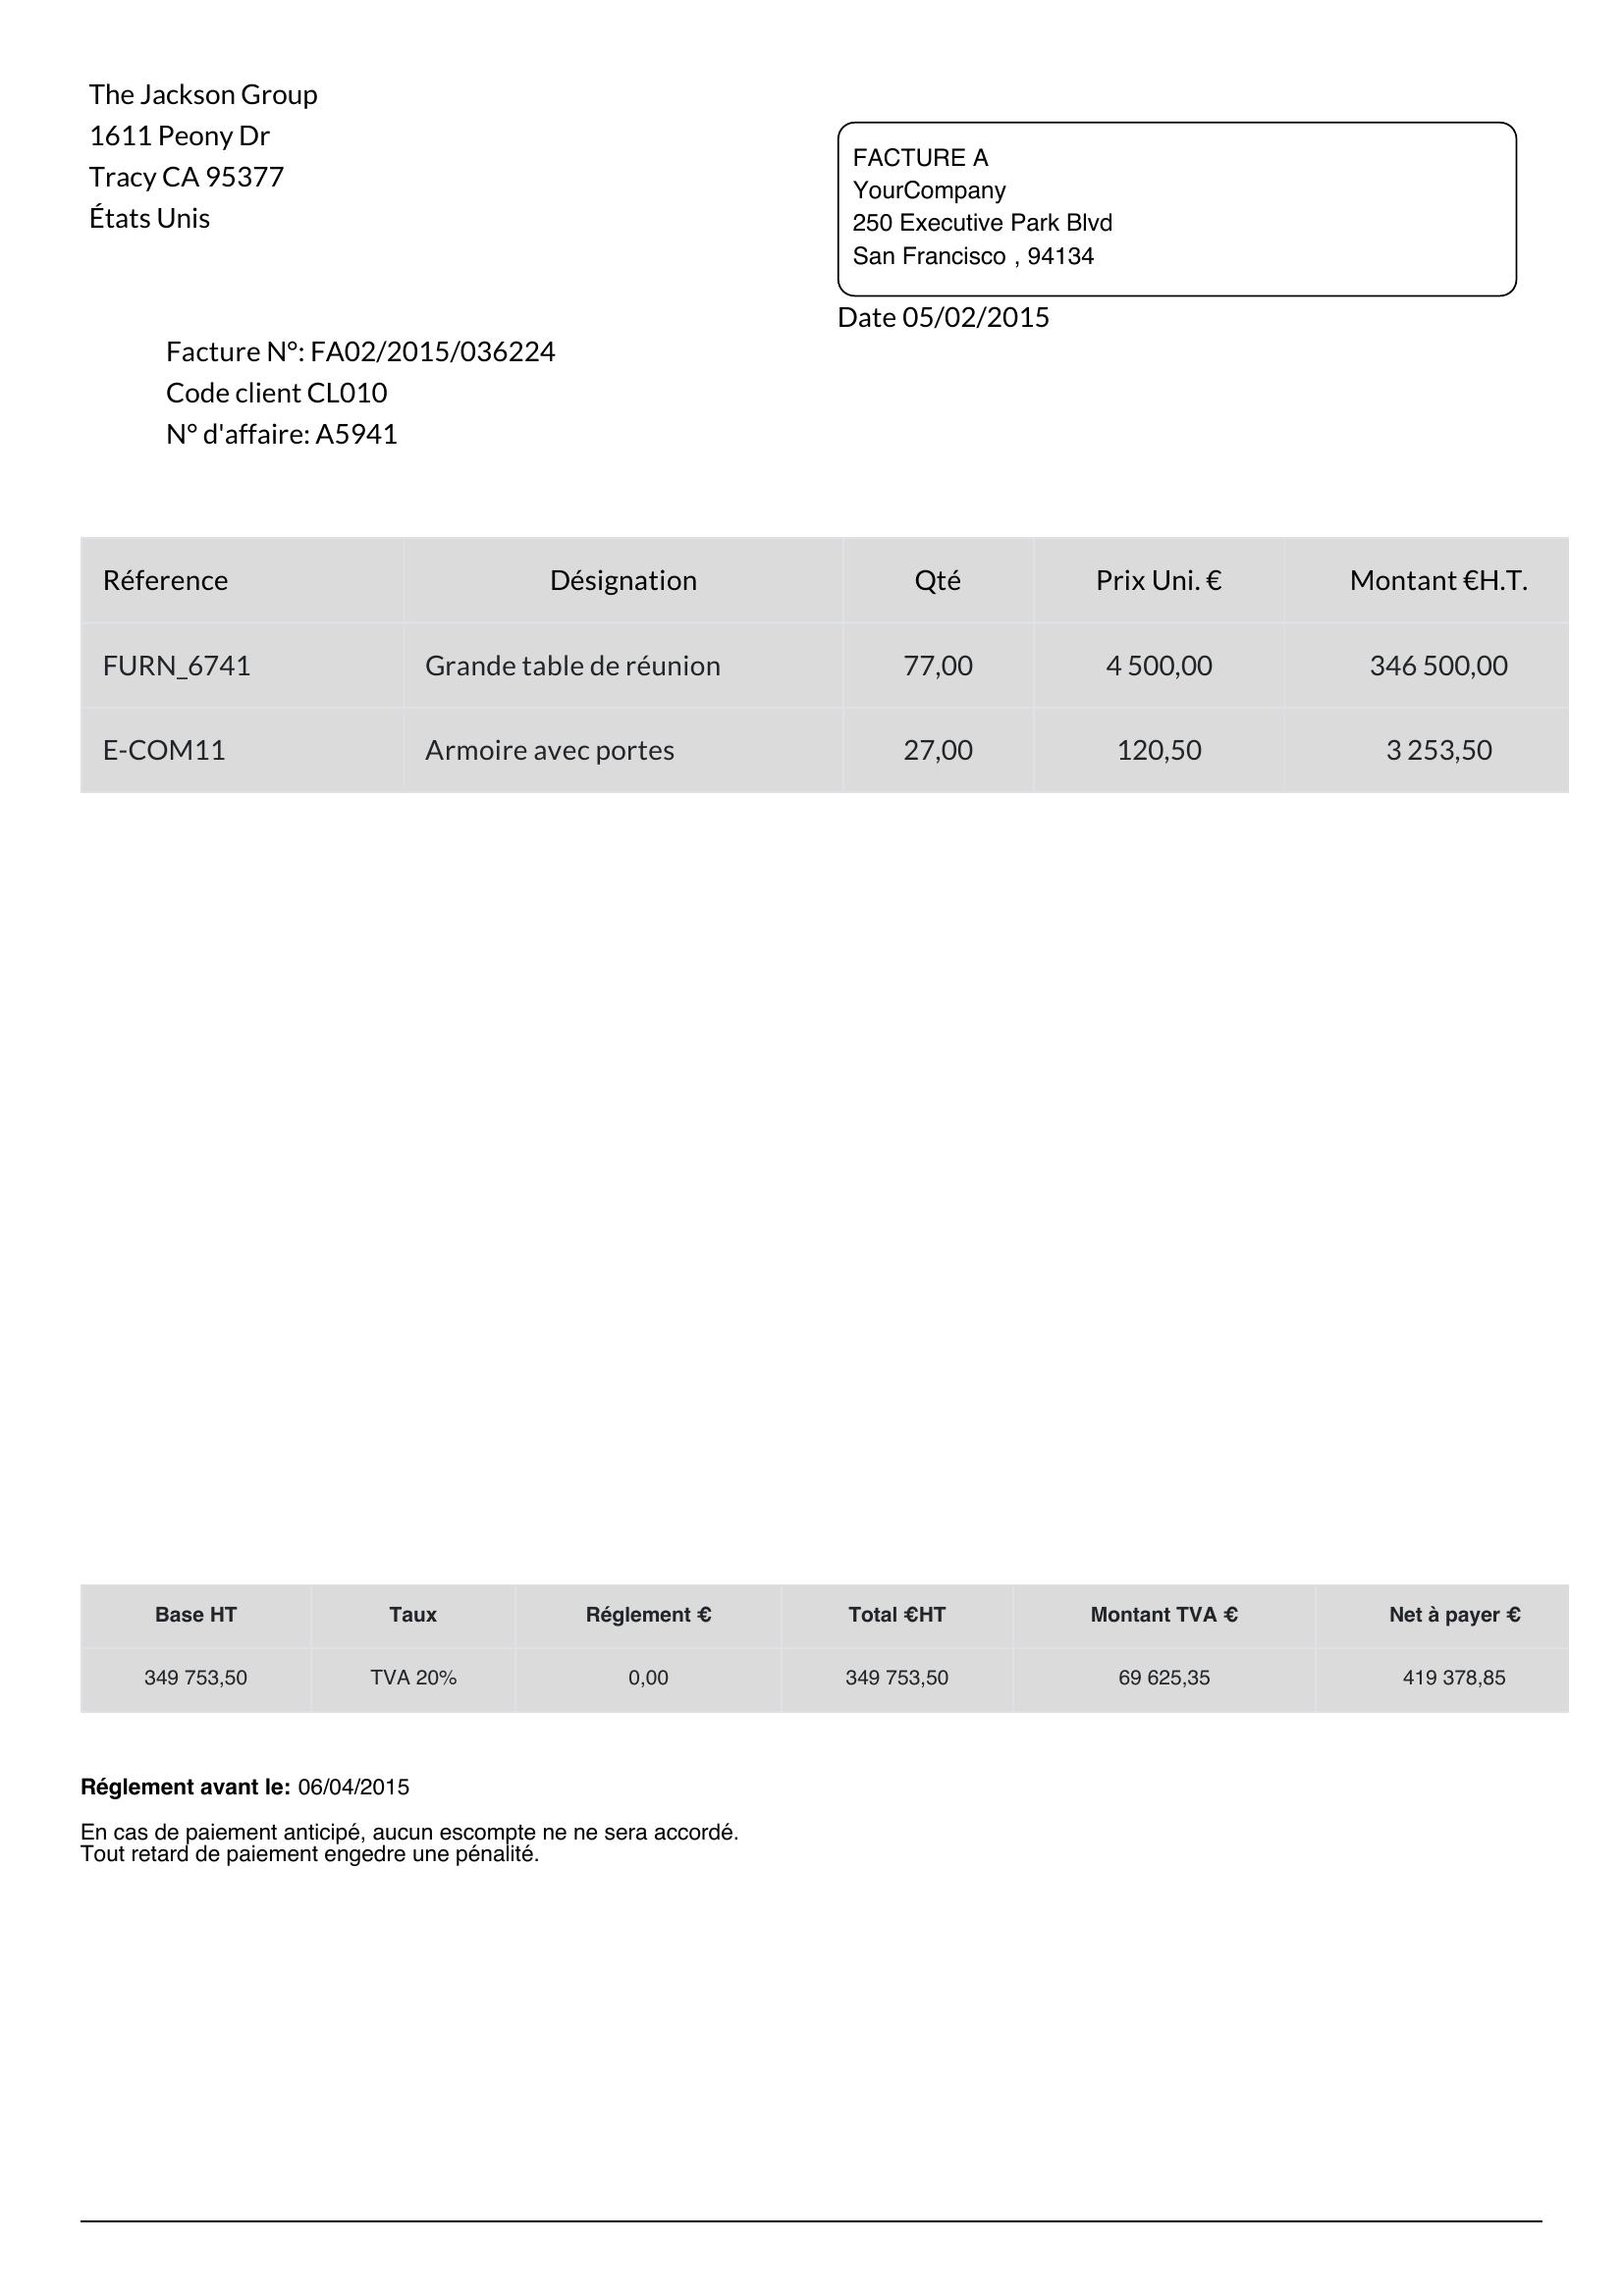 The Jackson Group
1611 Peony Dr
Tracy CA 95377
États Unis
FACTURE A
YourCompany
250 Executive Park Blvd
San Francisco , 94134
Date 05/02/2015
Facture N°: FA02/2015/036224
Code client CL010
N° d'affaire: A5941
Réference Désignation Qté Prix Uni. € Montant €H.T.
FURN_6741 Grande table de réunion 77,00 4 500,00 346 500,00
E-COM11 Armoire avec portes 27,00 120,50 3 253,50
Base HT Taux Réglement € Total €HT Montant TVA € Net à payer €
349 753,50 TVA 20% 0,00 349 753,50 69 625,35 419 378,85
Réglement avant le: 06/04/2015
En cas de paiement anticipé, aucun escompte ne ne sera accordé.
Tout retard de paiement engedre une pénalité.